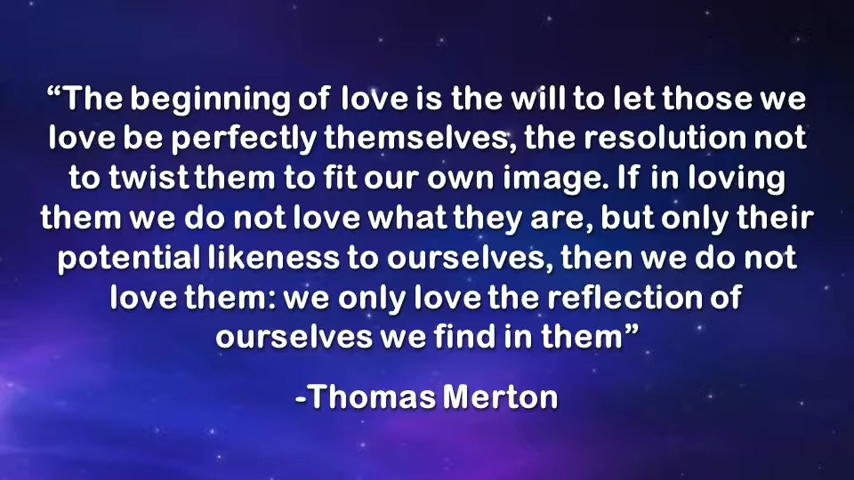 “The beginning of love is the will to let those we
love be perfectly themselves, the resolution not
to twist them to fit our own image. If in loving
them we do not love what they are, but only their
potential likeness to ourselves, then we do not
love them: we only love the reflection of
ourselves we find in them”
-Thomas Merton